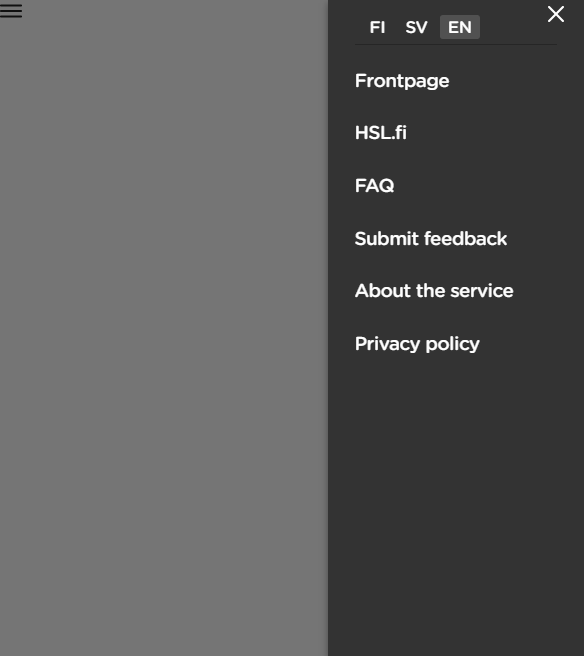 FI SV EN
Frontpage
HSL.fi
FAQ
Submit feedback
About the service
Privacy policy